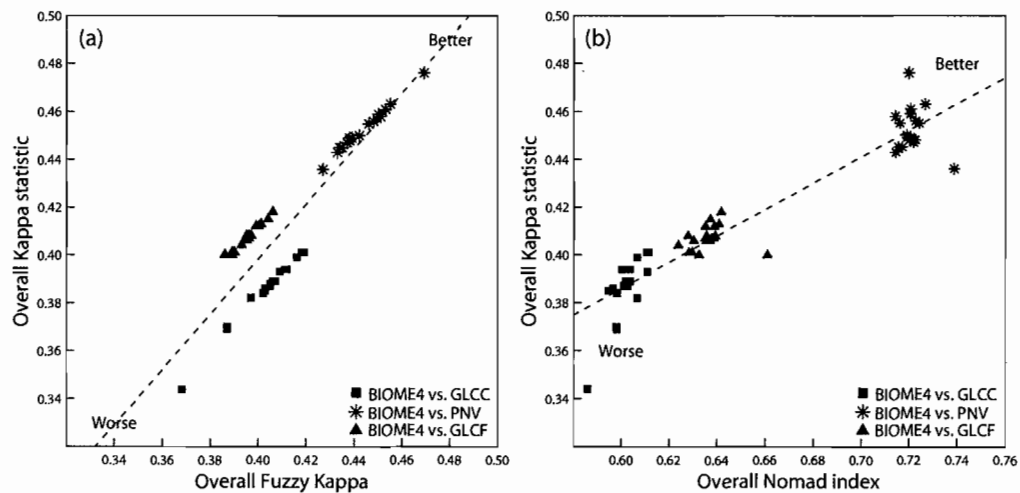 (a)
Better
Worse
Overall Kappa statistic
0.50
0.48
0.46
0.44
0.42
0.40
0.38
0.36
0.34
0.34 0.36 0.38 0.40 0.42 0.44 0.46 0.48 0.50
Overall Fuzzy Kappa
BIOME4 vs. GLCC
BIOME4 vs. PNV
BIOME4 vs. GLCF
(b)
Better
Worse
Overall Kappa statistic
0.50
0.48
0.46
0.44
0.42
0.40
0.38
0.36
0.34
0.60 0.62 0.64 0.66 0.68 0.70 0.72 0.74 0.76
Overall Nomad index
BIOME4 vs. GLCC
BIOME4 vs. PNV
BIOME4 vs. GLCF